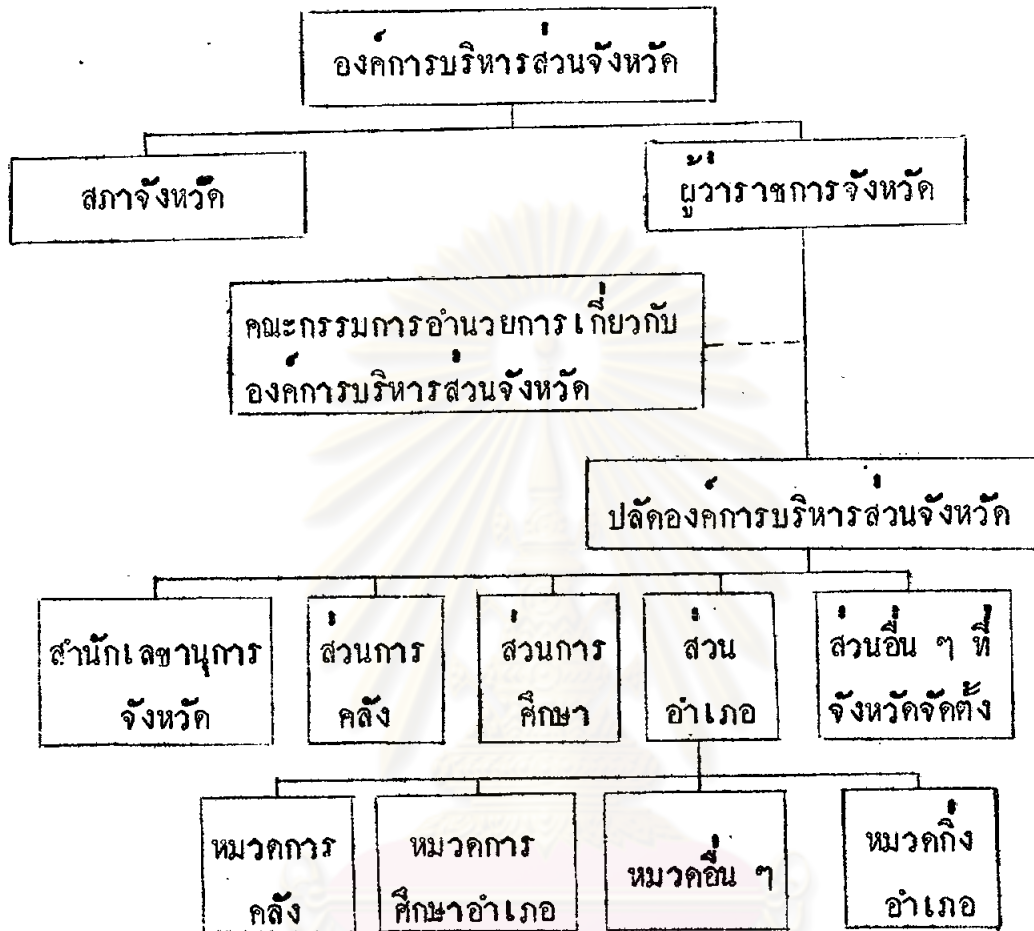 องค์การบริหารส่วนจังหวัด
สภาจังหวัด
ผู้ว่าราชการจังหวัด
คณะกรรมการอำนวยการเกี่ยวกับ
องค์การบริหารส่วนจังหวัด
ปลัดองค์การบริหารส่วนจังหวัด
สำนักเลขานุการ
จังหวัด
ส่วนการ
คลัง
ส่วนการ
ศึกษา
ส่วน
อำเภอ
ส่วนอื่น ๆ ที่
จังหวัดจัดตั้ง
หมวดการ
คลัง
หมวดการ
ศึกษาอำเภอ
หมวดอื่น ๆ
หมวดกิ่ง
อำเภอ